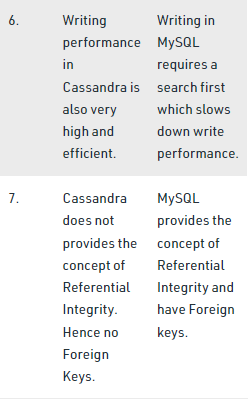 6.
Writing
performance
in
Cassandra is
also very
high and
efficient.
Writing in
MySQL
requires a
search first
which slows
down write
performance.
7.
Cassandra
does not
provides the
concept of
Referential
Integrity.
Hence no
Foreign
Keys.
MySQL
provides the
concept of
Referential
Integrity and
have Foreign
keys.